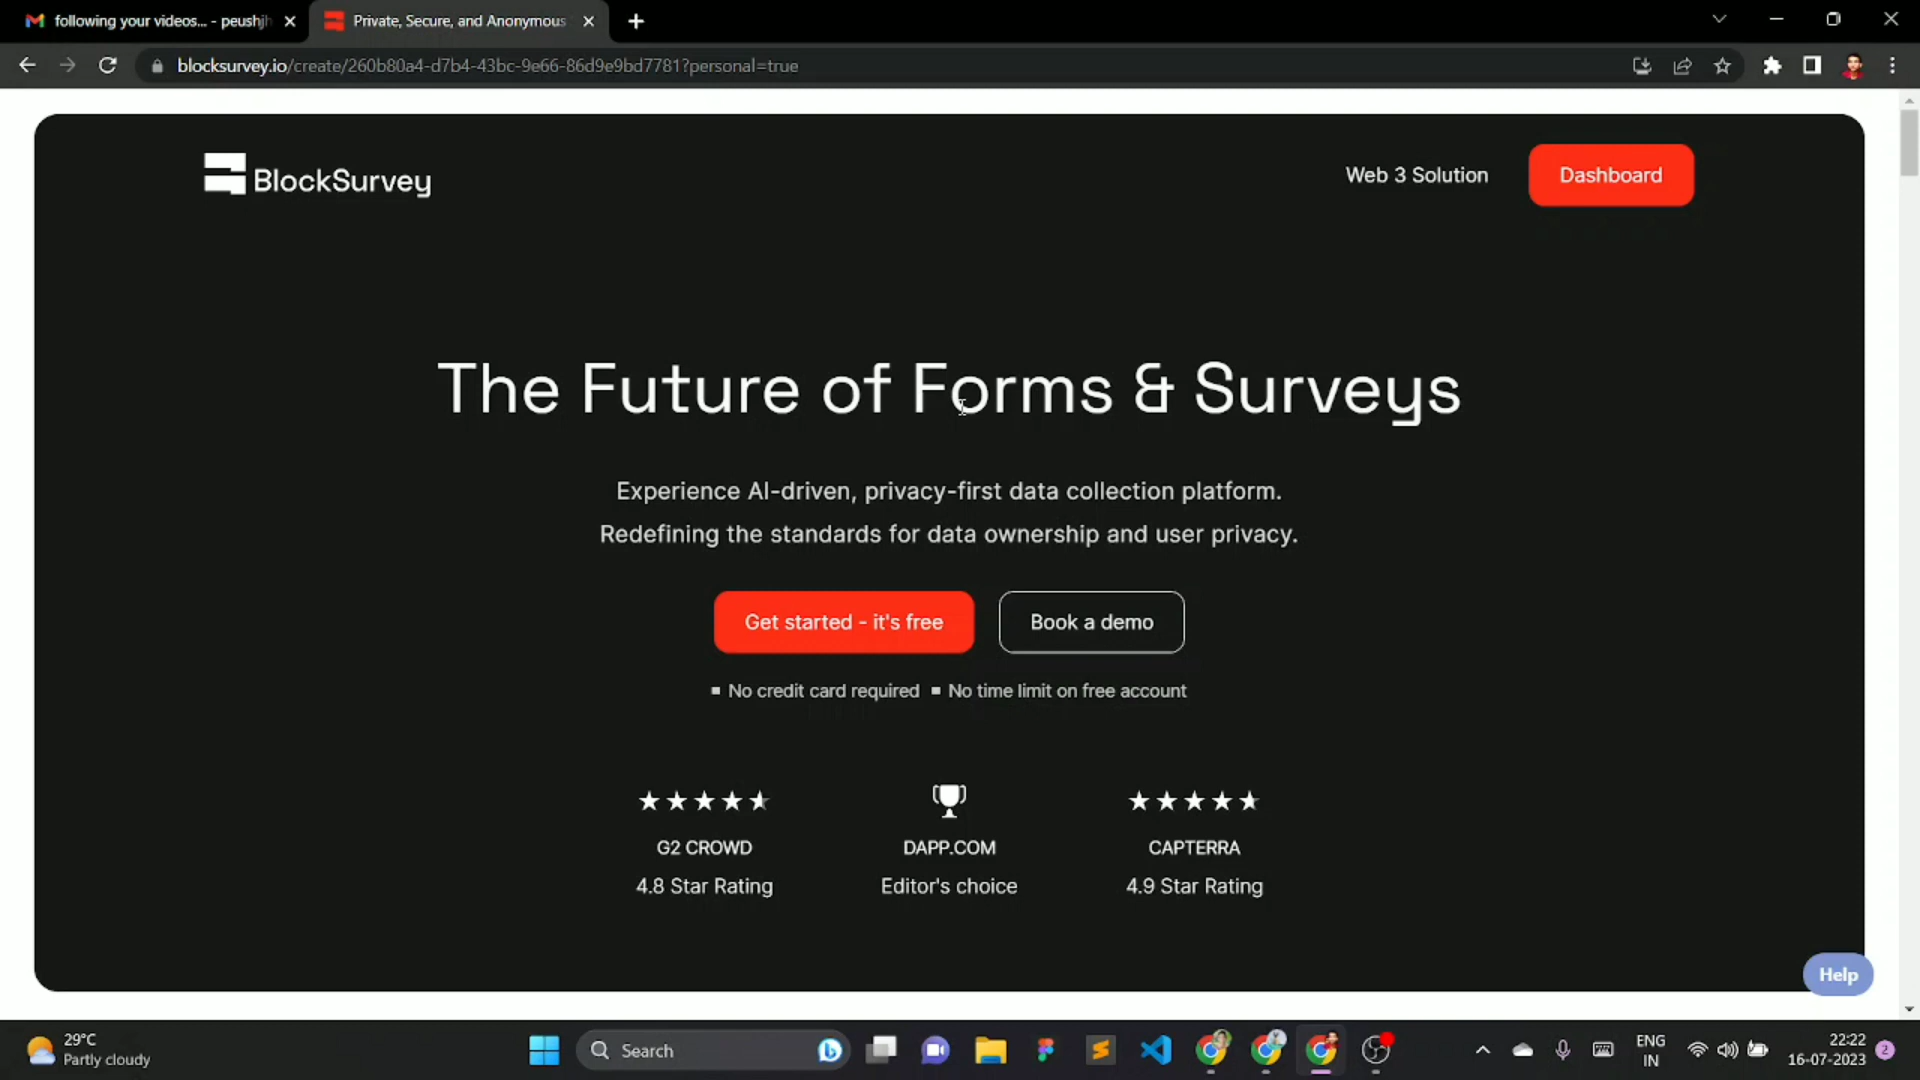 following your videos... - peushjh
Private, Secure, and Anonymous
blocksurvey.io/create/260b80a4-d7b4-43bc-9e66-86d9e9bd7781?personal=true
BlockSurvey
Web 3 Solution
Dashboard
The Future of Forms & Surveys
Experience AI-driven, privacy-first data collection platform.
Redefining the standards for data ownership and user privacy.
Get started - it's free
Book a demo
▪ No credit card required ▪ No time limit on free account
G2 CROWD
DAPP.COM
CAPTERRA
4.8 Star Rating
Editor's choice
4.9 Star Rating
Help
29°C
Partly cloudy
Search
ENG
IN
22:22
16-07-2023
2